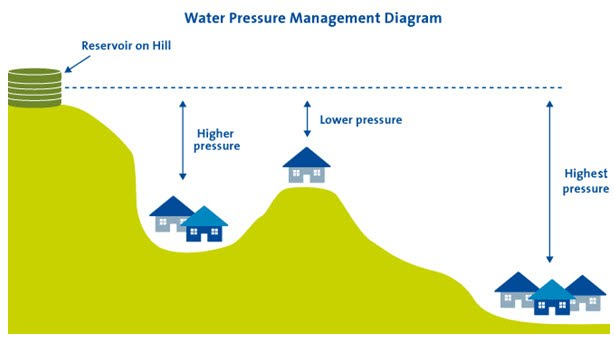 Water Pressure Management Diagram
Reservoir on Hill
Higher
pressure
Lower pressure
Highest
pressure